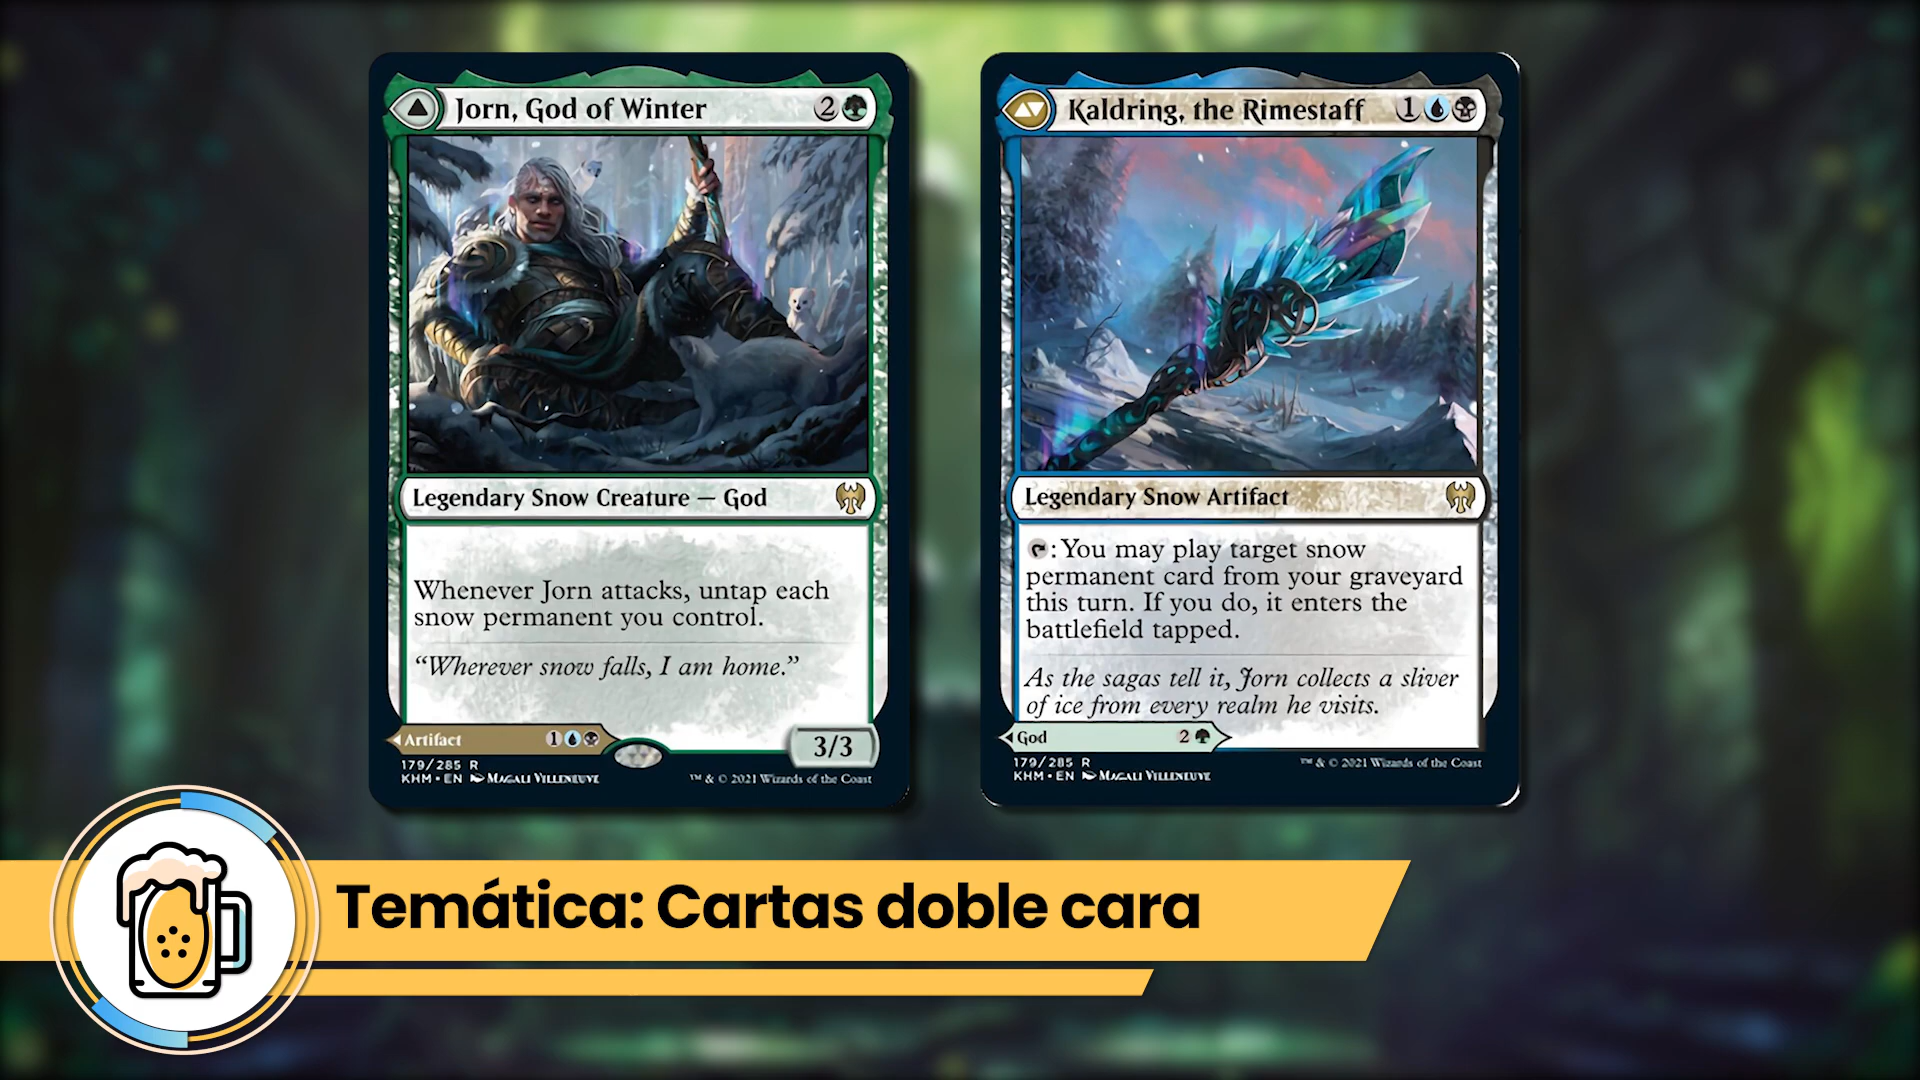 Jorn, God of Winter 2
Legendary Snow Creature — God
Whenever Jorn attacks, untap each
snow permanent you control.
“Wherever snow falls, I am home.”
Artifact 1
3/3
179/285 R
KHM • EN MAGALI VILLENEUVE
™ & © 2021 Wizards of the Coast
Kaldring, the Rimestaff 1
Legendary Snow Artifact
: You may play target snow
permanent card from your graveyard
this turn. If you do, it enters the
battlefield tapped.
As the sagas tell it, Jorn collects a sliver
of ice from every realm he visits.
God 2
179/285 R
KHM • EN MAGALI VILLENEUVE
™ & © 2021 Wizards of the Coast
Temática: Cartas doble cara